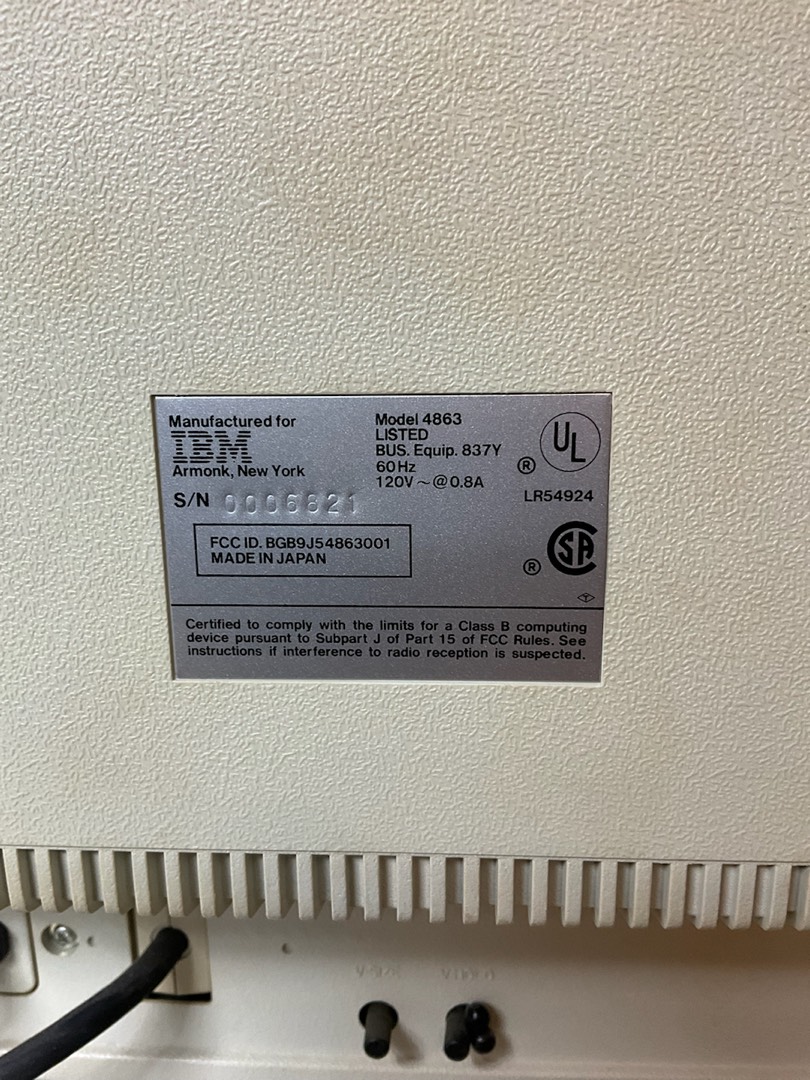 Manufactured for
IBM
Armonk, New York
S/N 0006821
FCC ID. BGB9J54863001
MADE IN JAPAN
Model 4863
LISTED
BUS. Equip. 837Y
60Hz
120V ~ @ 0.8A
UL
®
LR54924
SA
®
Certified to comply with the limits for a Class B computing
device pursuant to Subpart J of Part 15 of FCC Rules. See
instructions if interference to radio reception is suspected.
V-SIZE